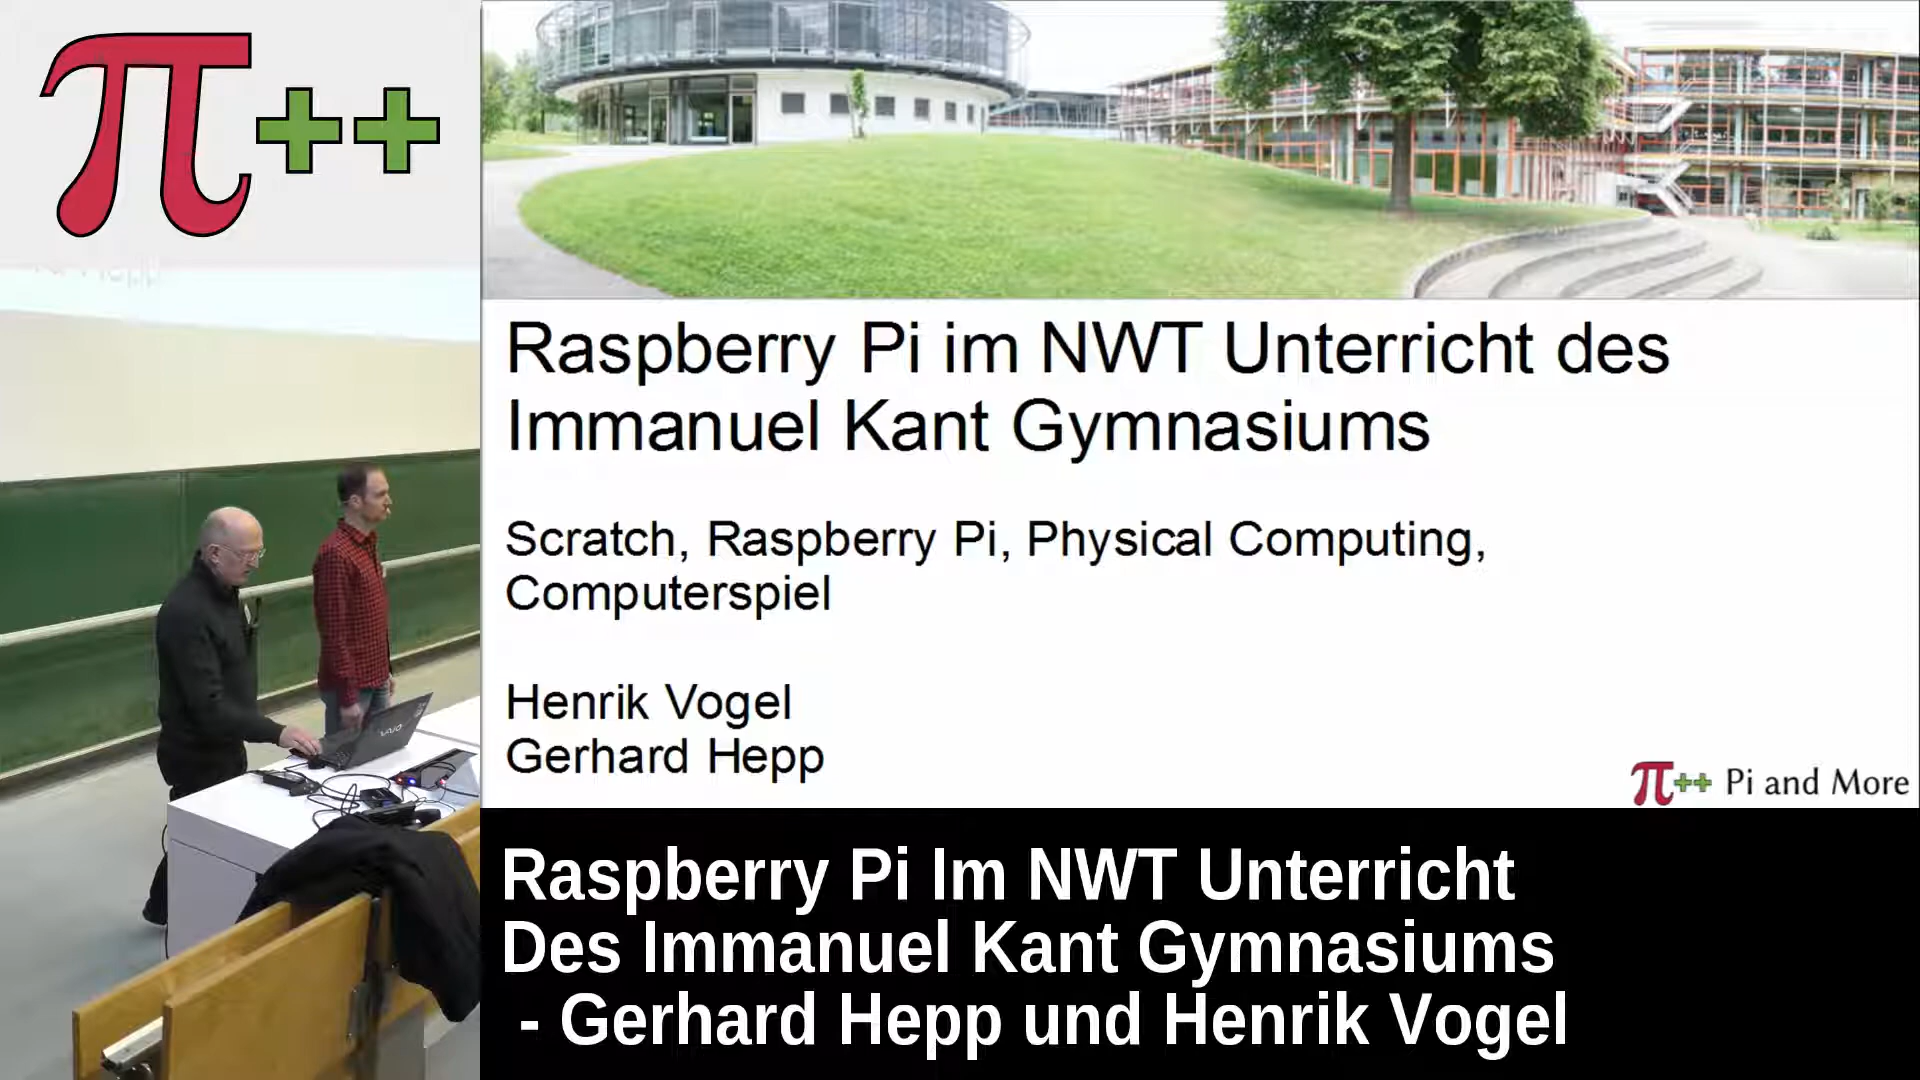 π++
Raspberry Pi im NWT Unterricht des
Immanuel Kant Gymnasiums
Scratch, Raspberry Pi, Physical Computing,
Computerspiel
Henrik Vogel
Gerhard Hepp
π++ Pi and More
VAIO
Raspberry Pi Im NWT Unterricht
Des Immanuel Kant Gymnasiums
- Gerhard Hepp und Henrik Vogel